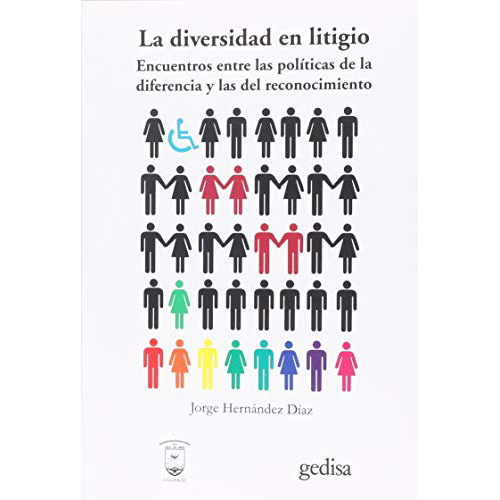 La diversidad en litigio
Encuentros entre las políticas de la
diferencia y las del reconocimiento
Jorge Hernández Díaz
gedisa